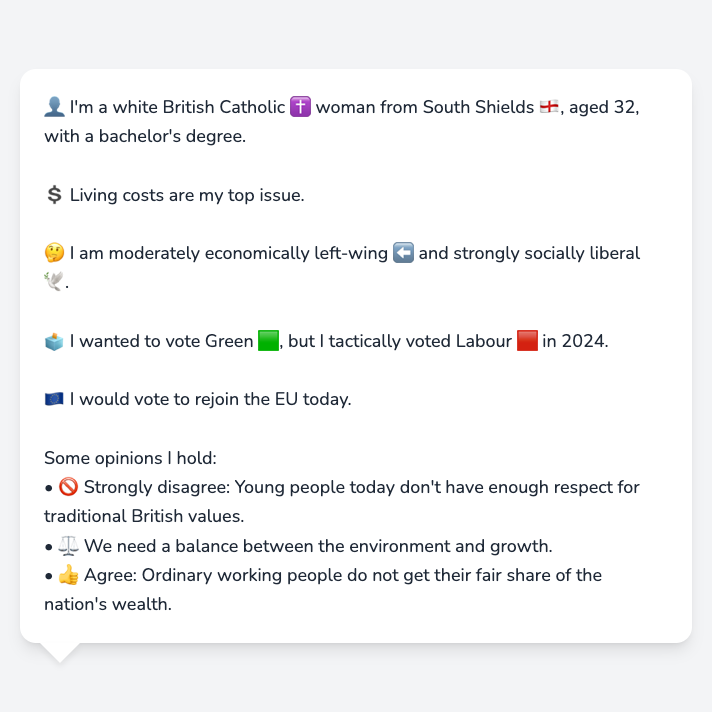 👤 I'm a white British Catholic ✝️ woman from South Shields 🏴󠁧󠁢󠁥󠁮󠁧󠁿, aged 32,
with a bachelor's degree.
💲 Living costs are my top issue.
🤔 I am moderately economically left-wing ⬅️ and strongly socially liberal
🕊️.
🗳️ I wanted to vote Green 🟩, but I tactically voted Labour 🟥 in 2024.
🇪🇺 I would vote to rejoin the EU today.
Some opinions I hold:
• 🚫 Strongly disagree: Young people today don't have enough respect for
traditional British values.
• ⚖️ We need a balance between the environment and growth.
• 👍 Agree: Ordinary working people do not get their fair share of the
nation's wealth.